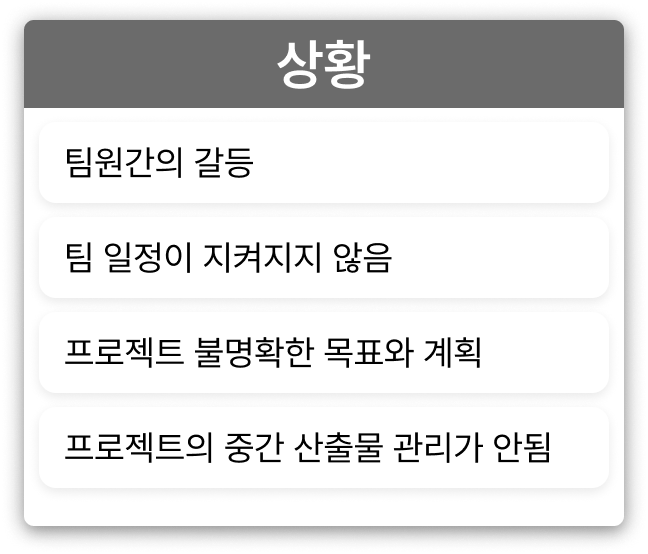 상황
팀원간의 갈등
팀 일정이 지켜지지 않음
프로젝트 불명확한 목표와 계획
프로젝트의 중간 산출물 관리가 안됨